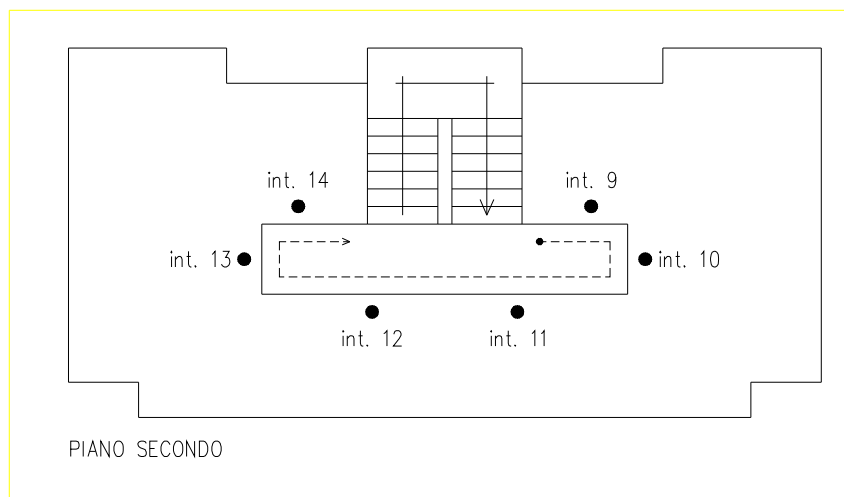 int. 14
int. 9
int. 13
int. 10
int. 12
int. 11
PIANO SECONDO